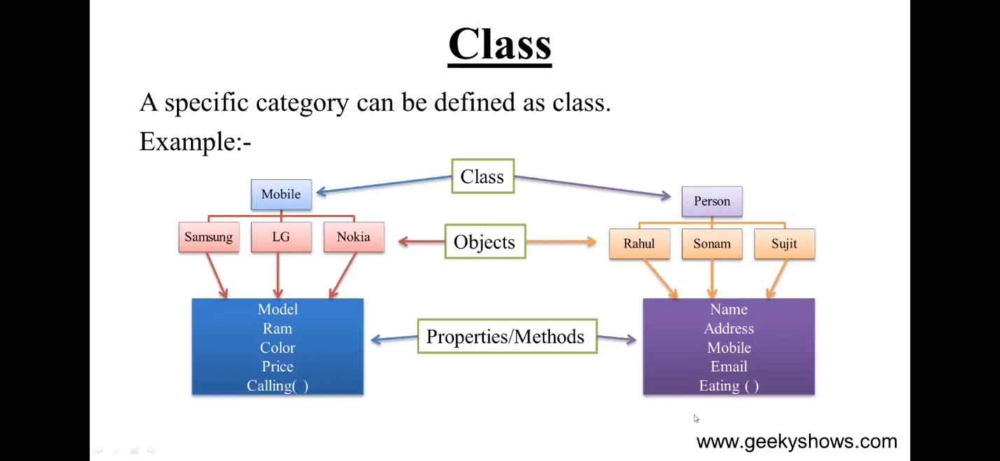 Class
A specific category can be defined as class.
Example:-
Class
Mobile
Person
Samsung
LG
Nokia
Objects
Rahul
Sonam
Sujit
Model
Ram
Color
Price
Calling( )
Properties/Methods
Name
Address
Mobile
Email
Eating ( )
www.geekyshows.com